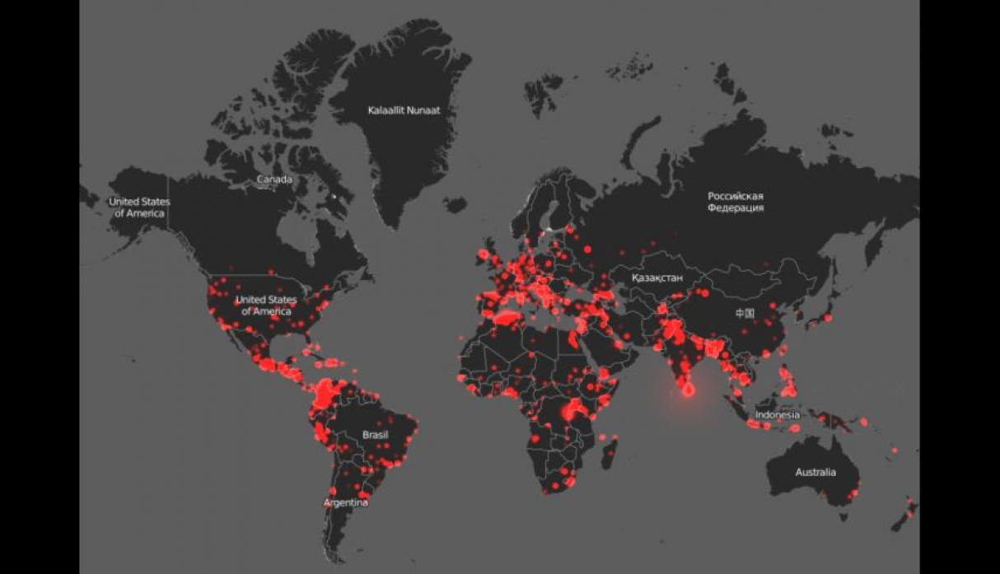 Kalaallit Nunaat
Canada
United States
of America
Российская
Федерация
Қазақстан
United States
of America
中国
Indonesia
Brasil
Australia
Argentina